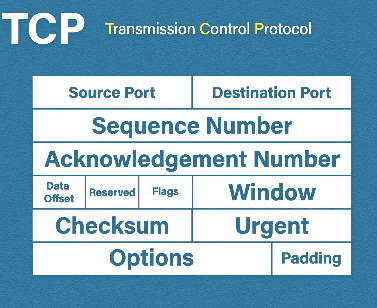 TCP Transmission Control Protocol
Source Port Destination Port
Sequence Number
Acknowledgement Number
Data Offset Reserved Flags Window
Checksum Urgent
Options Padding